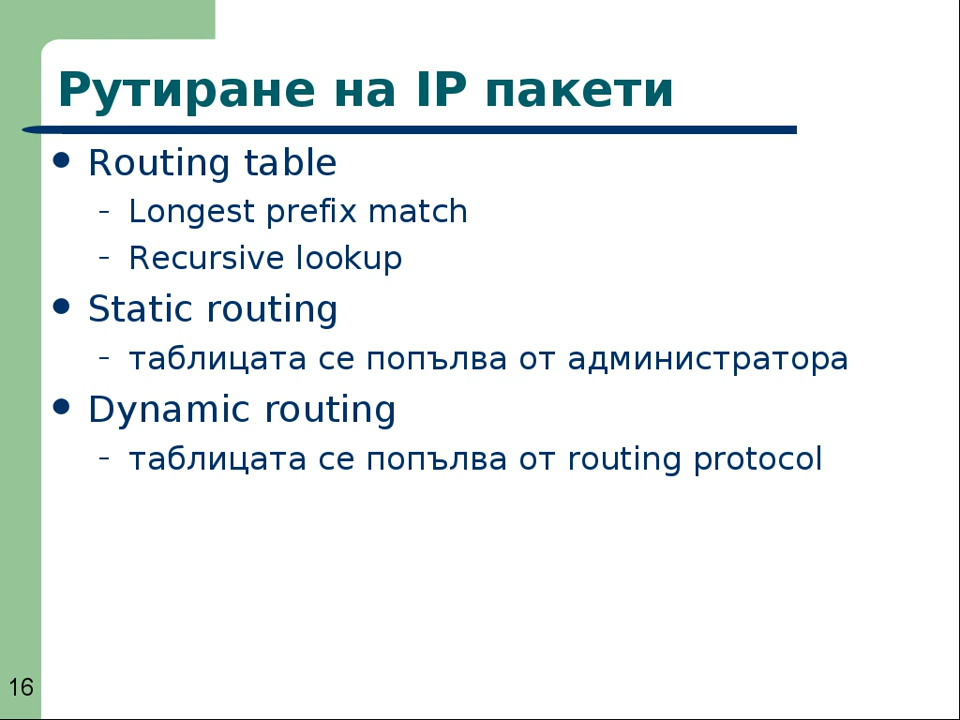 Рутиране на IP пакети
Routing table
– Longest prefix match
– Recursive lookup
Static routing
– таблицата се попълва от администратора
Dynamic routing
– таблицата се попълва от routing protocol
16